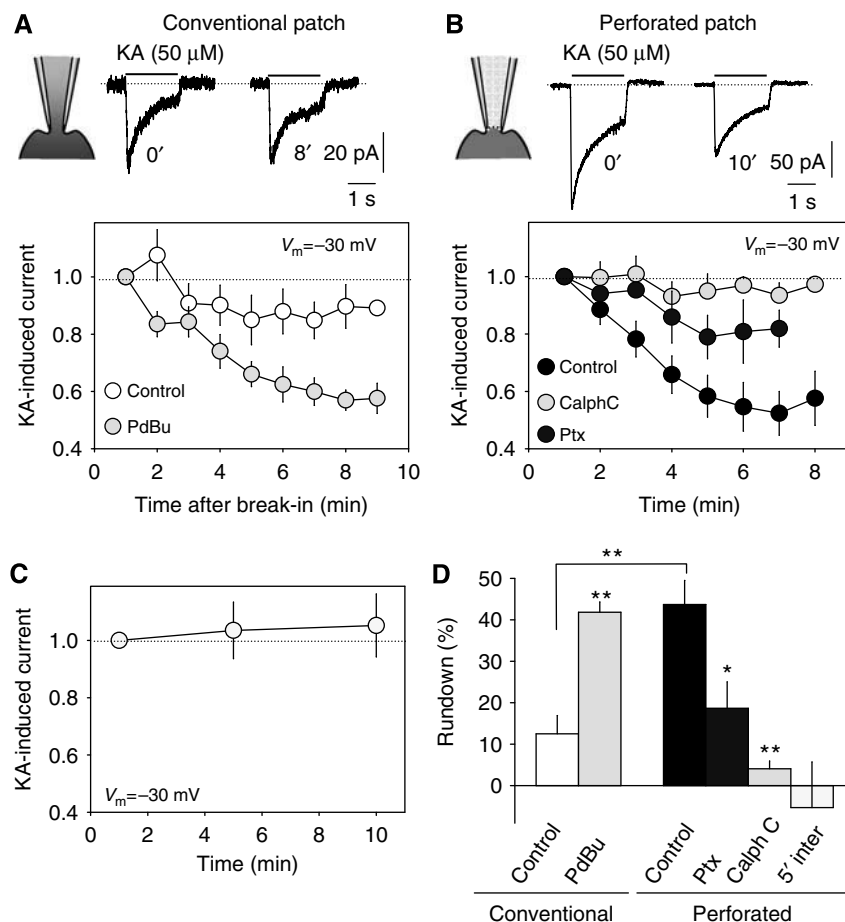 A
Conventional patch
KA (50 μM)
0′
8′
20 pA
1 s
KA-induced current
1.0
0.8
0.6
0.4
Vm=−30 mV
Control
PdBu
0 2 4 6 8 10
Time after break-in (min)
B
Perforated patch
KA (50 μM)
0′
10′
50 pA
1 s
KA-induced current
1.0
0.8
0.6
0.4
Vm=−30 mV
Control
CalphC
Ptx
0 2 4 6 8
Time (min)
C
KA-induced current
1.0
0.8
0.6
0.4
Vm=−30 mV
0 2 4 6 8 10
Time (min)
D
Rundown (%)
50
40
30
20
10
0
**
**
*
**
Control
PdBu
Control
Ptx
Calph C
5′ inter
Conventional
Perforated